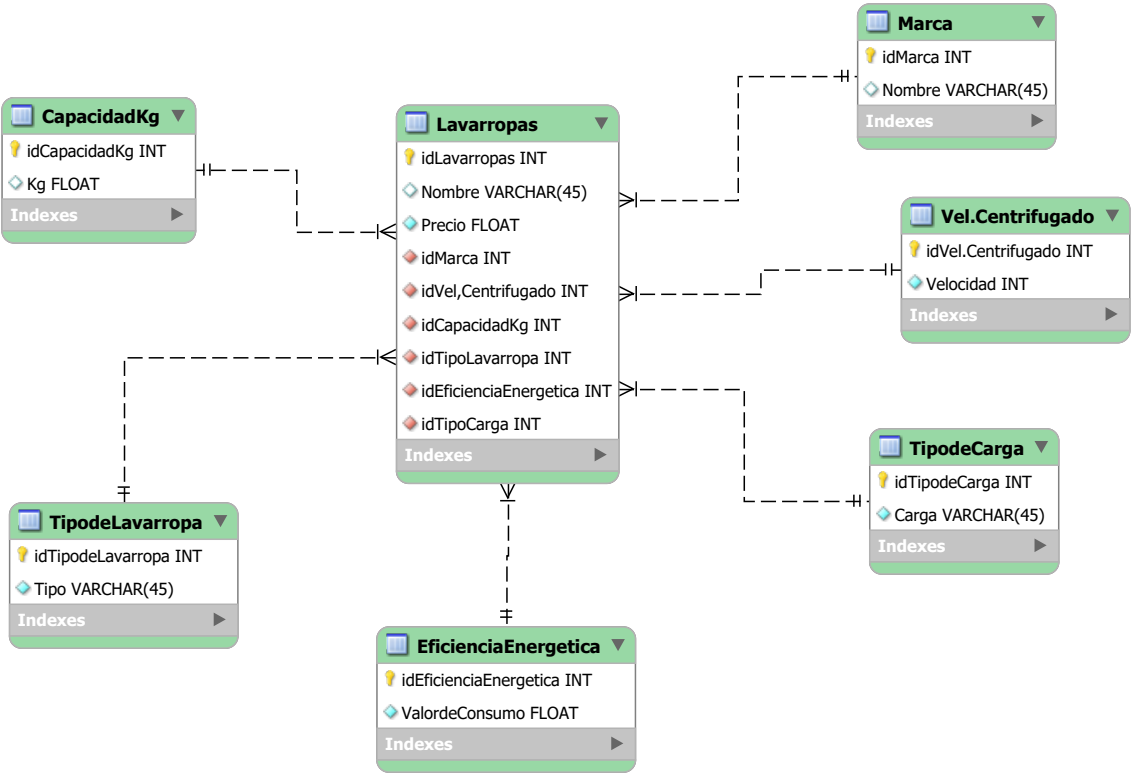 Marca
idMarca INT
Nombre VARCHAR(45)
Indexes
CapacidadKg
idCapacidadKg INT
Kg FLOAT
Indexes
Lavarropas
idLavarropas INT
Nombre VARCHAR(45)
Precio FLOAT
idMarca INT
idVel,Centrifugado INT
idCapacidadKg INT
idTipoLavarropa INT
idEficienciaEnergetica INT
idTipoCarga INT
Indexes
Vel.Centrifugado
idVel.Centrifugado INT
Velocidad INT
Indexes
TipodeCarga
idTipodeCarga INT
Carga VARCHAR(45)
Indexes
TipodeLavarropa
idTipodeLavarropa INT
Tipo VARCHAR(45)
Indexes
EficienciaEnergetica
idEficienciaEnergetica INT
ValordeConsumo FLOAT
Indexes